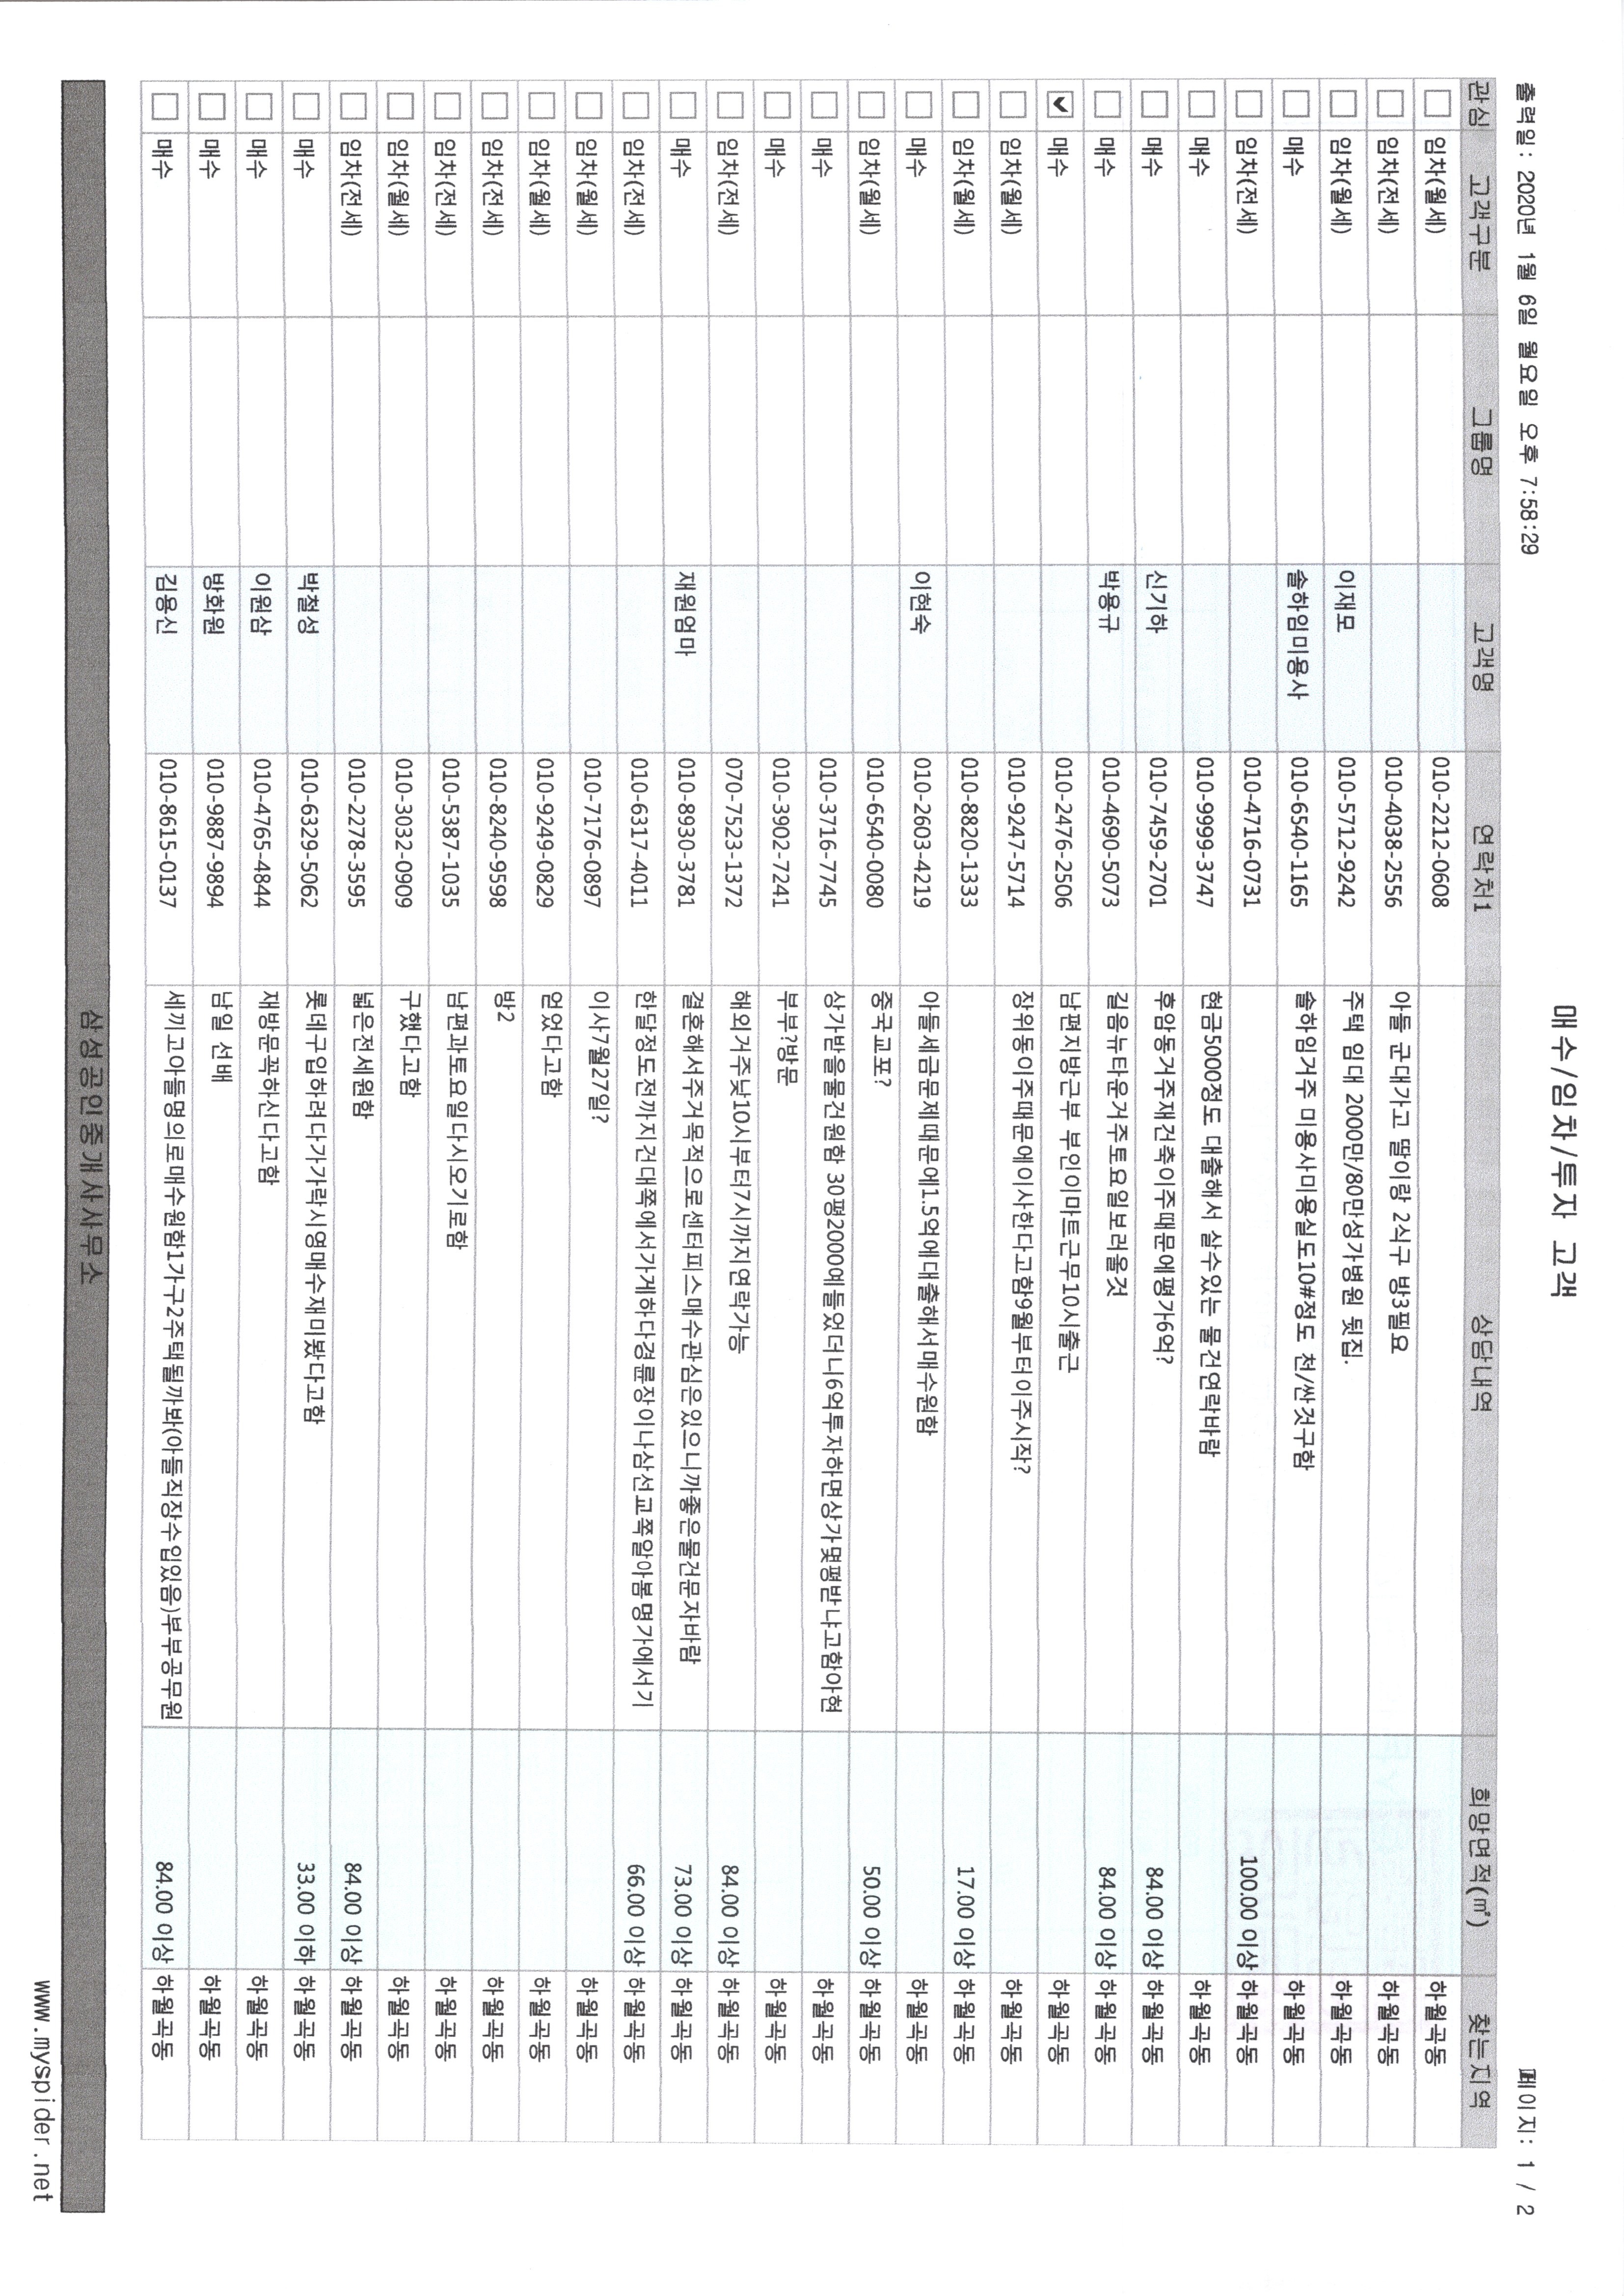 매수/임차/투자 고객
출력일: 2020년 1월 6일 월요일 오후 7:58:29 페이지: 1 / 2
관심 고객구분 그룹명 고객명 연락처1 상담내역 희망면적(㎡) 찾는지역
임차(월세) 010-2212-0608 하월곡동
임차(전세) 010-4038-2556 아들 군대가고 딸이랑 2식구 방3필요 하월곡동
임차(월세) 이재모 010-5712-9242 주택 임대 2000만/80만성가병원 뒷집. 하월곡동
매수 솔하임미용사 010-6540-1165 솔하임거주 미용사미용실도10#정도 천/싼것구함 하월곡동
임차(전세) 010-4716-0731 100.00 이상 하월곡동
매수 010-9999-3747 현금5000정도 대출해서 살수있는 물건연락바람 하월곡동
매수 신기하 010-7459-2701 후암동거주재건축이주때문에평가6억? 84.00 이상 하월곡동
매수 박용규 010-4690-5073 길음뉴타운거주토요일보러올것 84.00 이상 하월곡동
매수 010-2476-2506 남편지방근부 부인이마트근무10시출근 하월곡동
임차(월세) 010-9247-5714 장위동이주때문에이사한다고함9월부터이주시작? 하월곡동
임차(월세) 010-8820-1333 17.00 이상 하월곡동
매수 이현숙 010-2603-4219 아들세금문제때문에1.5억에대출해서매수원함 하월곡동
임차(월세) 010-6540-0080 중국교포? 50.00 이상 하월곡동
매수 010-3716-7745 상가받을물건원함 30평2000예들었더니6억투자하면상가몇평받냐고함아현 하월곡동
매수 010-3902-7241 부부?방문 하월곡동
임차(전세) 070-7523-1372 해외거주낮10시부터7시까지연락가능 84.00 이상 하월곡동
매수 재원엄마 010-8930-3781 결혼해서주거목적으로센터피스매수관심은있으니까좋은물건문자바람 73.00 이상 하월곡동
임차(전세) 010-6317-4011 한달정도전까지건대쪽에서가게하다경륜장이나삼선교쪽알아봄명가에서기 66.00 이상 하월곡동
임차(월세) 010-7176-0897 이사7월27일? 하월곡동
임차(월세) 010-9249-0829 얻었다고함 하월곡동
임차(전세) 010-8240-9598 방2 하월곡동
임차(전세) 010-5387-1035 남편과토요일다시오기로함 하월곡동
임차(월세) 010-3032-0909 구했다고함 하월곡동
임차(전세) 010-2278-3595 넓은전세원함 84.00 이상 하월곡동
매수 박철성 010-6329-5062 롯데구입하려다가가락시영매수재미봤다고함 33.00 이하 하월곡동
매수 이원삼 010-4765-4844 재방문꼭하신다고함 하월곡동
매수 방화원 010-9887-9894 남일 선배 하월곡동
매수 김용신 010-8615-0137 세끼고아들명의로매수원함1가구2주택될까봐(아들직장수입있음)부부공무원 84.00 이상 하월곡동
삼성공인중개사사무소
www.myspider.net